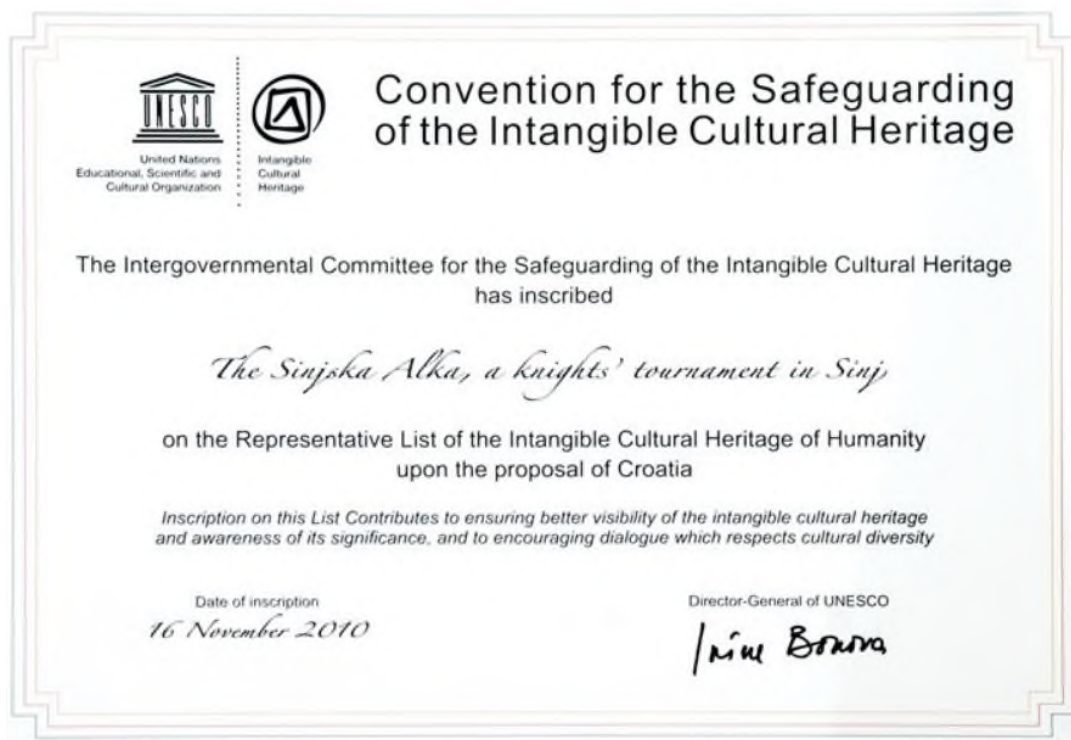 UNESCO
United Nations
Educational, Scientific and
Cultural Organization
Intangible
Cultural
Heritage
Convention for the Safeguarding
of the Intangible Cultural Heritage
The Intergovernmental Committee for the Safeguarding of the Intangible Cultural Heritage
has inscribed
The Sinjska Alka, a knights' tournament in Sinj
on the Representative List of the Intangible Cultural Heritage of Humanity
upon the proposal of Croatia
Inscription on this List Contributes to ensuring better visibility of the intangible cultural heritage
and awareness of its significance, and to encouraging dialogue which respects cultural diversity
Date of inscription
16 November 2010
Director-General of UNESCO
Irina Bokova